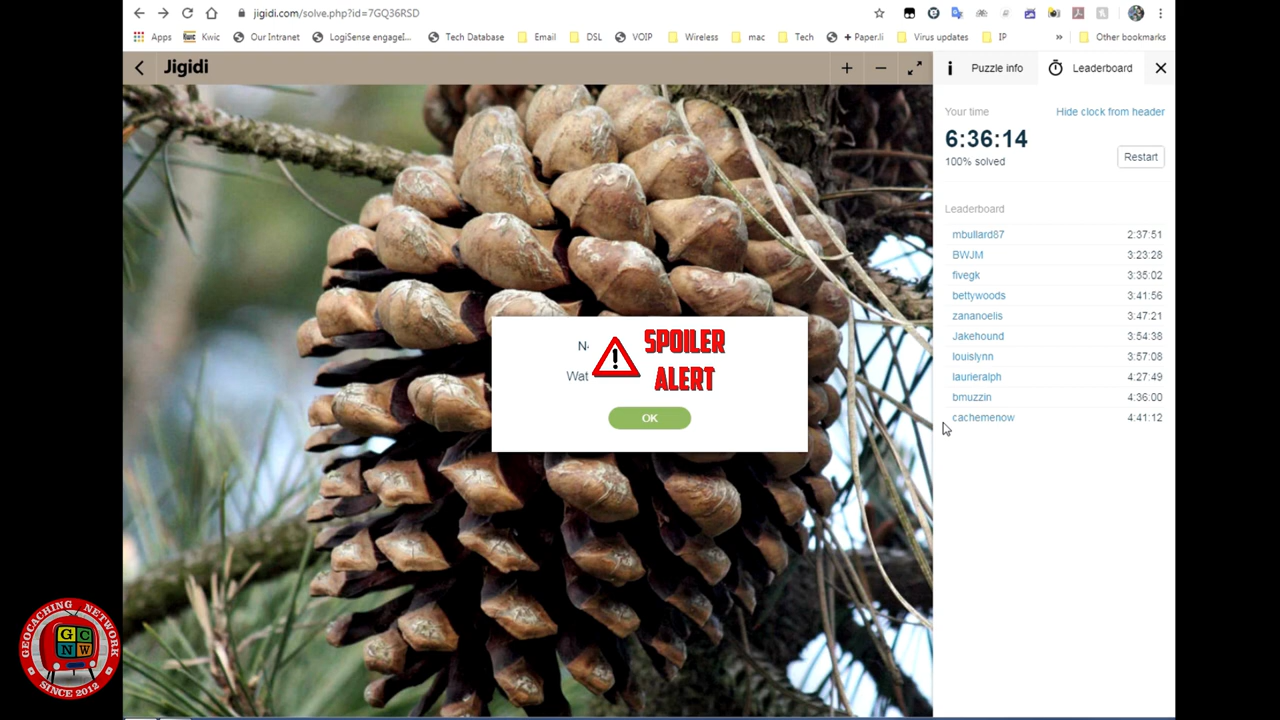 jigidi.com/solve.php?id=7GQ36RSD
Apps Kwic Our Intranet LogiSense engagel... Tech Database Email DSL VOIP Wireless mac Tech + Paper.li Virus updates IP » Other bookmarks
Jigidi
Puzzle info Leaderboard
Your time Hide clock from header
6:36:14
100% solved Restart
Leaderboard
mbullard87 2:37:51
BWJM 3:23:28
fivegk 3:35:02
bettywoods 3:41:56
zananoelis 3:47:21
Jakehound 3:54:38
louislynn 3:57:08
laurieralph 4:27:49
bmuzzin 4:36:00
cachemenow 4:41:12
SPOILER
ALERT
Wat
OK
GEOCACHING NETWORK
GC
NW
SINCE 2012